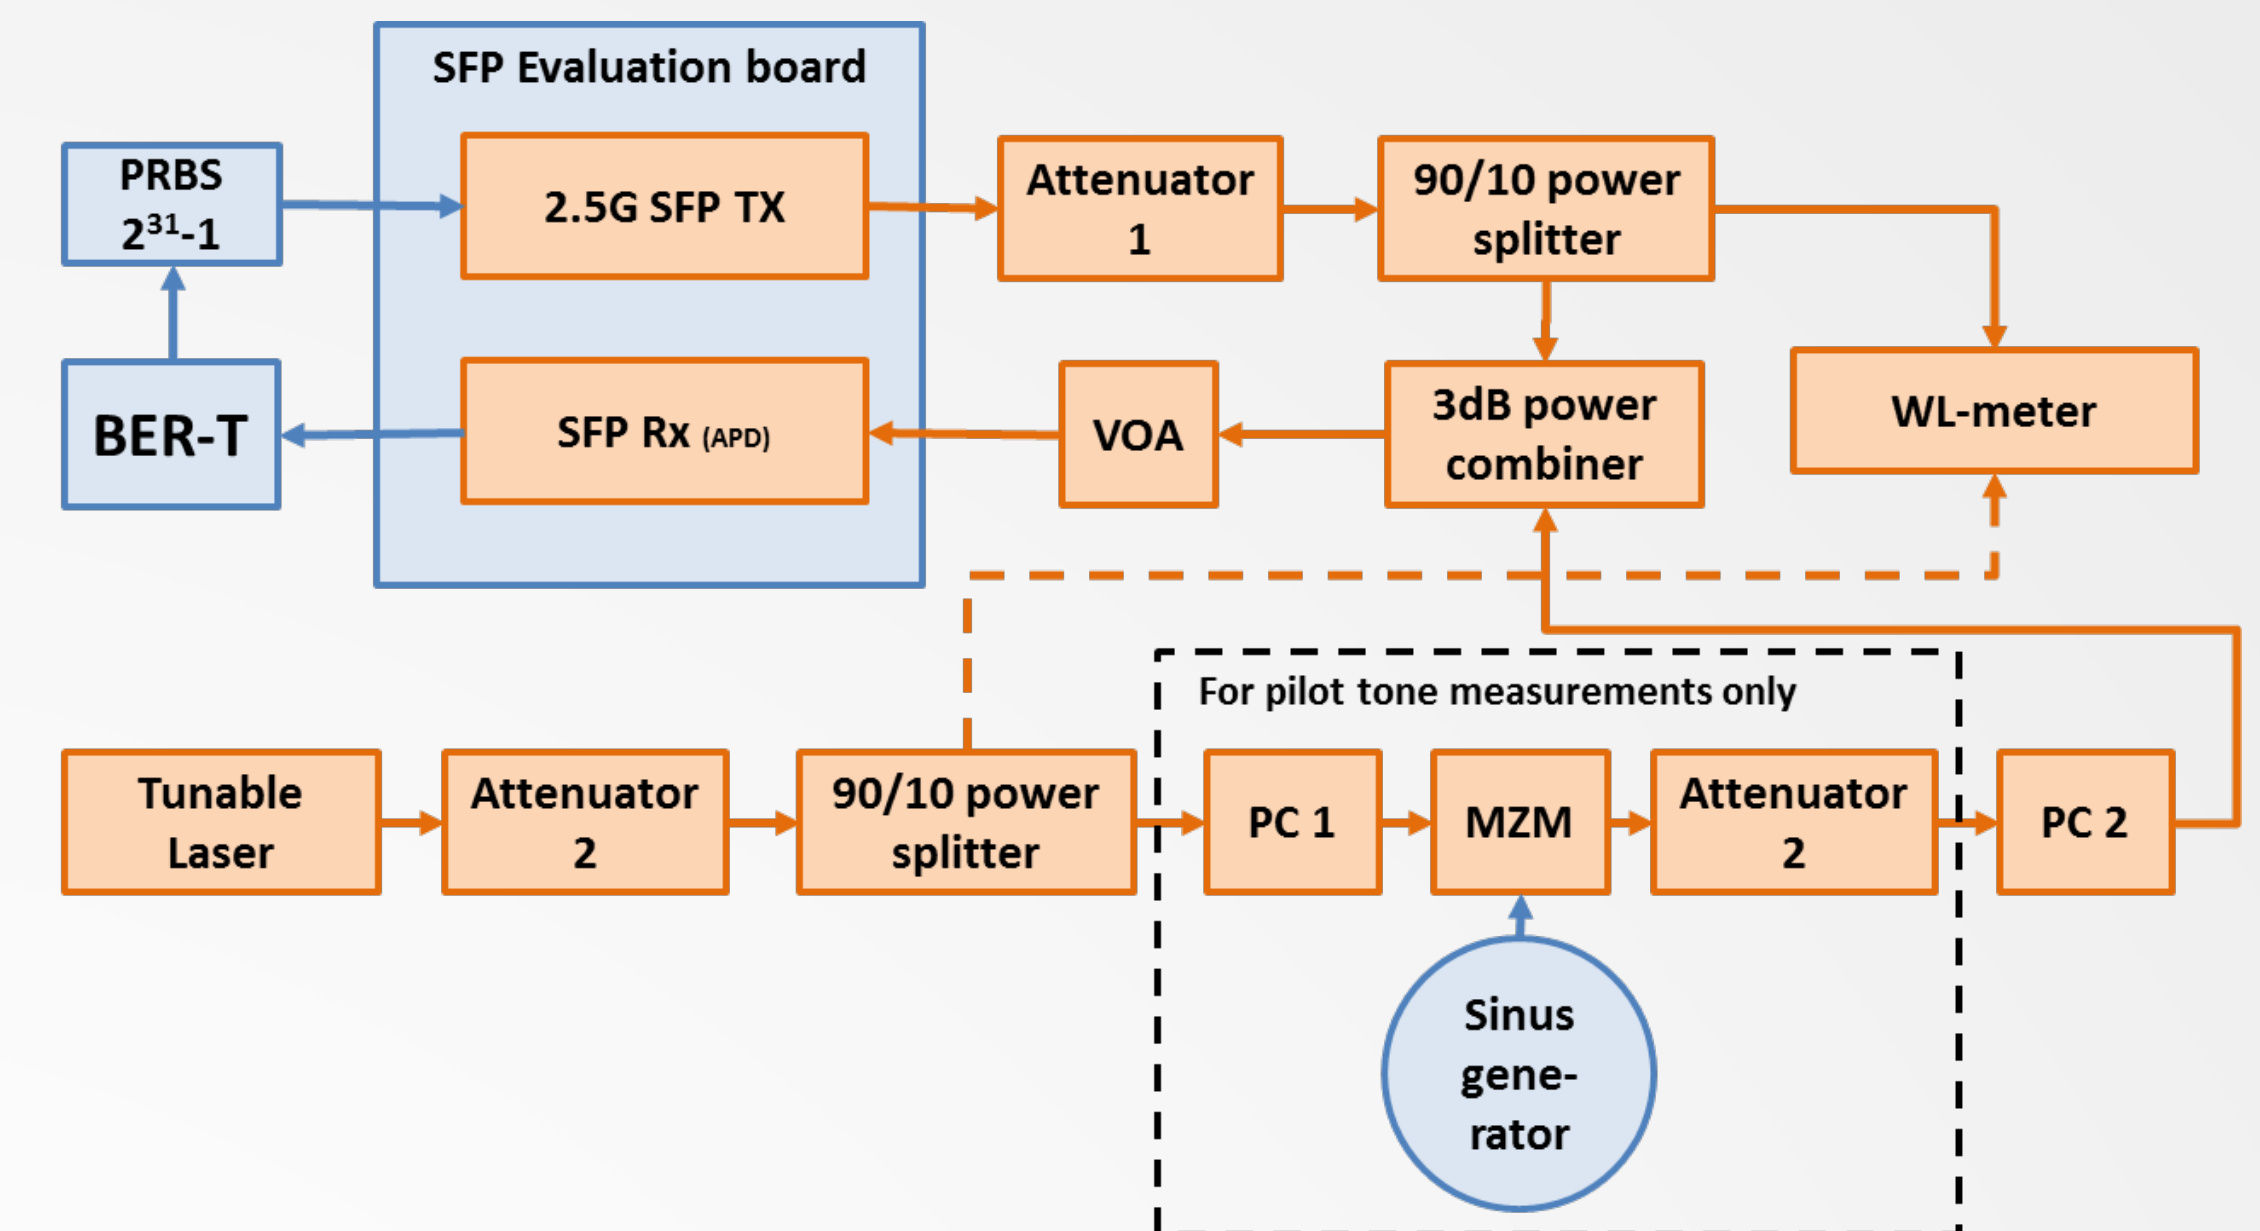 SFP Evaluation board
PRBS
2³¹-1
2.5G SFP TX
Attenuator
1
90/10 power
splitter
BER-T
SFP Rx (APD)
VOA
3dB power
combiner
WL-meter
For pilot tone measurements only
Tunable
Laser
Attenuator
2
90/10 power
splitter
PC 1
MZM
Attenuator
2
PC 2
Sinus
gene-
rator